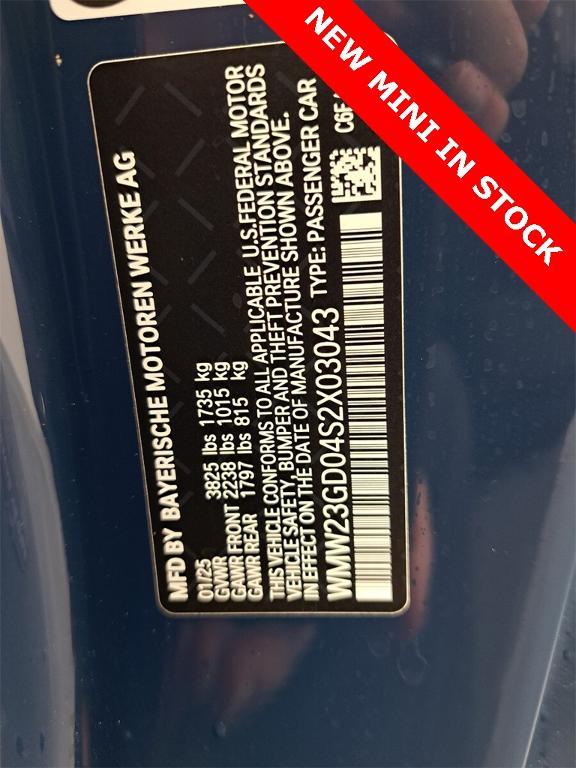 NEW MINI IN STOCK
MFD BY BAYERISCHE MOTOREN WERKE AG
01/25
GVWR 3825 lbs 1735 kg
GAWR FRONT 2238 lbs 1015 kg
GAWR REAR 1797 lbs 815 kg
THIS VEHICLE CONFORMS TO ALL APPLICABLE U.S. FEDERAL MOTOR
VEHICLE SAFETY, BUMPER AND THEFT PREVENTION STANDARDS
IN EFFECT ON THE DATE OF MANUFACTURE SHOWN ABOVE.
WMW23GD04S2X03043 TYPE: PASSENGER CAR